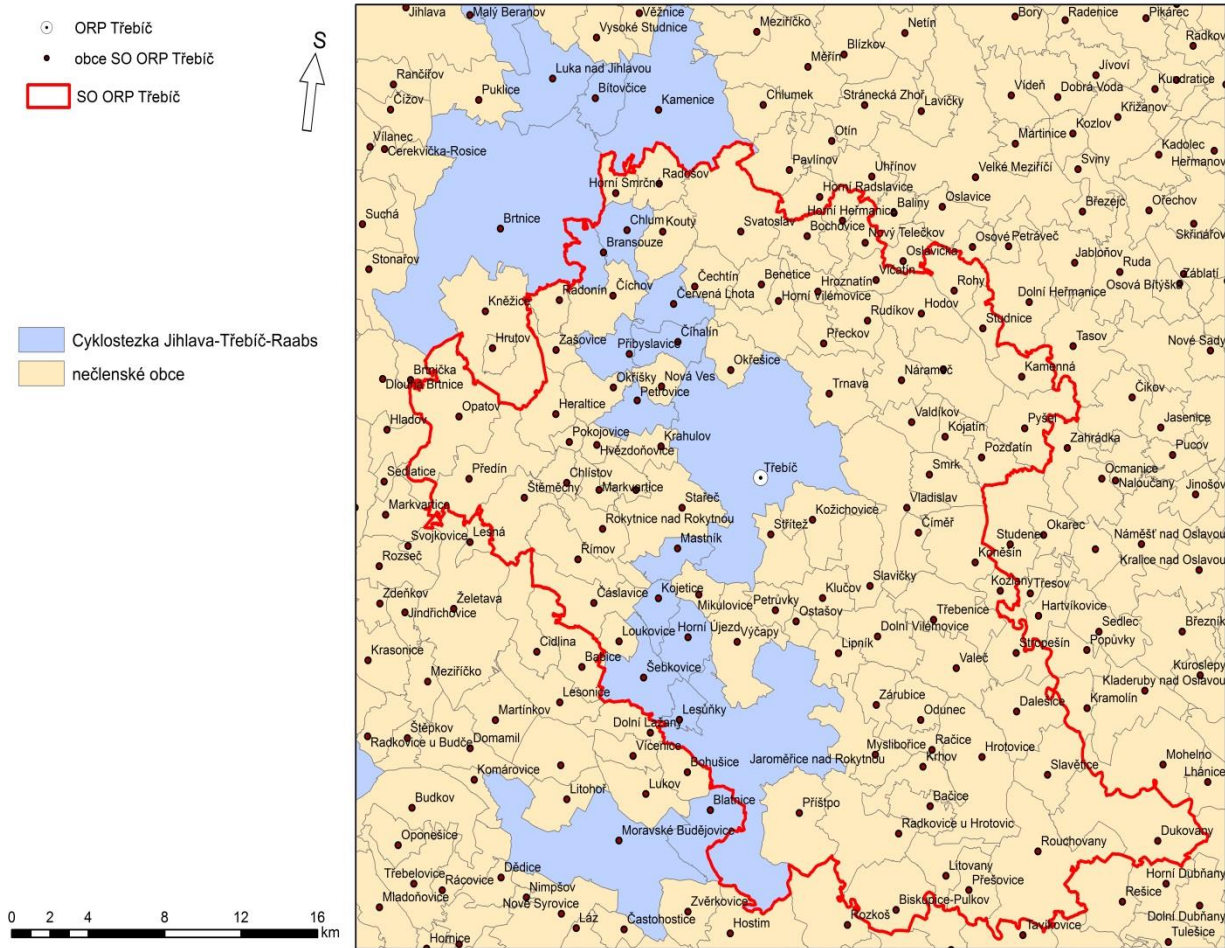 ORP Třebíč
obce SO ORP Třebíč
SO ORP Třebíč
S
Cyklostezka Jihlava-Třebíč-Raabs
nečlenské obce
0 2 4 8 12 16
km
Jihlava
Malý Beranov
Věžnice
Vysoké Studnice
Meziříčko
Netín
Bory
Radenice
Pikárec
Radkov
Blízkov
Měřín
Rančířov
Luka nad Jihlavou
Jívoví
Kundratice
Puklice
Bítovčice
Čížov
Kamenice
Chlumek
Stránecká Zhoř
Lavičky
Vídeň
Dobrá Voda
Křižanov
Vílanec
Cerekvička-Rosice
Otín
Martinice
Kozlov
Kadolec
Heřmanov
Pavlínov
Uhřínov
Velké Meziříčí
Sviny
Radošov
Horní Smrčné
Horní Radslavice
Baliny
Oslavice
Březejc
Ořechov
Suchá
Brtnice
Chlum
Kouty
Svatoslav
Horní Heřmanice
Bochovice
Nový Telečkov
Skřinářov
Bransouze
Osové
Petráveč
Stonařov
Oslavička
Jabloňov
Ruda
Záblatí
Osová Bítýška
Číchov
Čechtín
Benetice
Hroznatín
Vlčatín
Kněžice
Radonín
Červená Lhota
Horní Vilémovice
Rohy
Dolní Heřmanice
Rudíkov
Hodov
Studnice
Hrutov
Zašovice
Přibyslavice
Číhalín
Přeckov
Tasov
Nové Sady
Brtnička
Dlouhá Brtnice
Okříšky
Nová Ves
Okřešice
Nárameč
Kamenná
Petrovice
Trnava
Čikov
Opatov
Heraltice
Valdíkov
Hladov
Pyšel
Jasenice
Pokojovice
Krahulov
Kojatín
Zahrádka
Hvězdoňovice
Pucov
Sedlatice
Předín
Chlístov
Třebíč
Smrk
Pozďatín
Ocmanice
Naloučany
Jinošov
Štěměchy
Markvartice
Markvartice
Stařeč
Vladislav
Rokytnice nad Rokytnou
Střítež
Kožichovice
Číměř
Svojkovice
Lesná
Mastník
Studenec
Okarec
Náměšť nad Oslavou
Rozseč
Římov
Koněšín
Kralice nad Oslavou
Zdeňkov
Jindřichovice
Želetava
Čáslavice
Kojetice
Mikulovice
Petrůvky
Klučov
Slavičky
Kozlany
Třesov
Ostašov
Třebenice
Hartvíkovice
Sedlec
Březník
Loukovice
Horní Újezd
Výčapy
Lipník
Dolní Vilémovice
Popůvky
Krasonice
Cidlina
Babice
Šebkovice
Valeč
Stropešín
Meziříčko
Kuroslepy
Kladeruby nad Oslavou
Lesonice
Zárubice
Dalešice
Kramolín
Martínkov
Lesůňky
Odunec
Štěpkov
Dolní Lažany
Radkovice u Budče
Domamil
Vícenice
Jaroměřice nad Rokytnou
Myslibořice
Račice
Hrotovice
Mohelno
Komárovice
Bohušice
Krhov
Slavětice
Lhánice
Litohoř
Lukov
Blatnice
Příštpo
Bačice
Budkov
Moravské Budějovice
Radkovice u Hrotovic
Dukovany
Oponešice
Rouchovany
Dědice
Litovany
Třebelovice
Rácovice
Nimpšov
Přešovice
Horní Dubňany
Mladoňovice
Nové Syrovice
Zvěrkovice
Biskupice-Pulkov
Rešice
Láz
Častohostice
Hostim
Rozkoš
Tavíkovice
Dolní Dubňany
Hornice
Tulešice